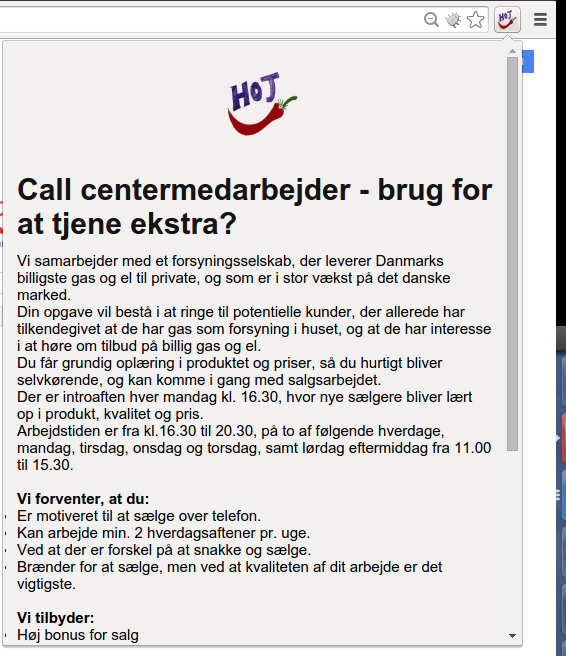 HOT
HOT
Call centermedarbejder - brug for
at tjene ekstra?
Vi samarbejder med et forsyningsselskab, der leverer Danmarks
billigste gas og el til private, og som er i stor vækst på det danske
marked.
Din opgave vil bestå i at ringe til potentielle kunder, der allerede har
tilkendegivet at de har gas som forsyning i huset, og at de har interesse
i at høre om tilbud på billig gas og el.
Du får grundig oplæring i produktet og priser, så du hurtigt bliver
selvkørende, og kan komme i gang med salgsarbejdet.
Der er introaften hver mandag kl. 16.30, hvor nye sælgere bliver lært
op i produkt, kvalitet og pris.
Arbejdstiden er fra kl.16.30 til 20.30, på to af følgende hverdage,
mandag, tirsdag, onsdag og torsdag, samt lørdag eftermiddag fra 11.00
til 15.30.
Vi forventer, at du:
Er motiveret til at sælge over telefon.
Kan arbejde min. 2 hverdagsaftener pr. uge.
Ved at der er forskel på at snakke og sælge.
Brænder for at sælge, men ved at kvaliteten af dit arbejde er det
vigtigste.
Vi tilbyder:
Høj bonus for salg